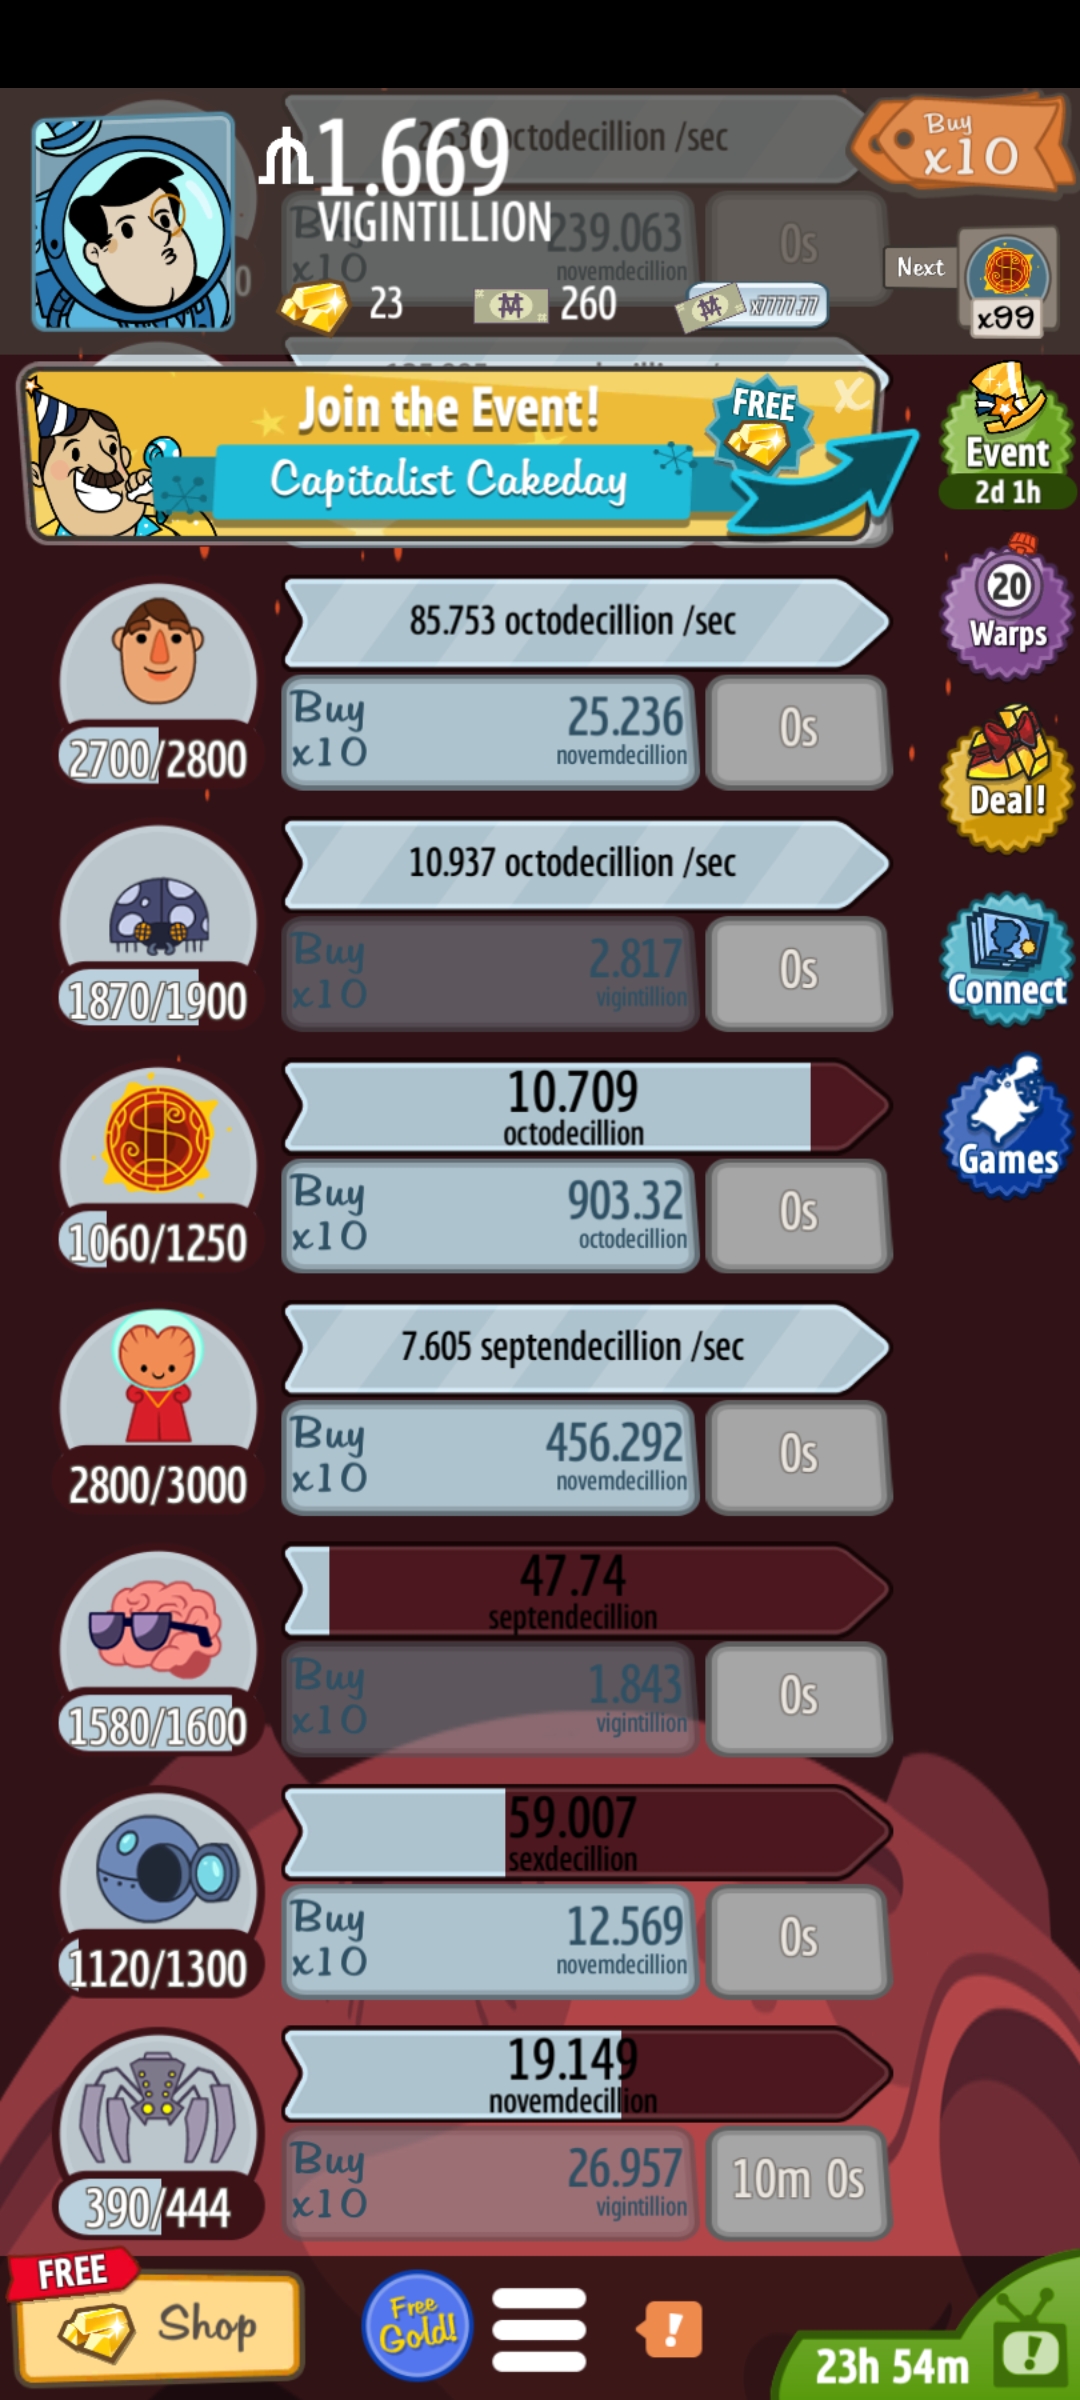 octodecillion /sec
₼1.669
VIGINTILLION
Buy
x10
239.063
novemdecillion
0s
Buy
x10
23
260
x7777.77
Next
x99
Join the Event!
Capitalist Cakeday
FREE
X
Event
2d 1h
20
Warps
Deal!
Connect
Games
85.753 octodecillion /sec
2700/2800
Buy
x10
25.236
novemdecillion
0s
10.937 octodecillion /sec
1870/1900
Buy
x10
2.817
vigintillion
0s
10.709
octodecillion
1060/1250
Buy
x10
903.32
octodecillion
0s
7.605 septendecillion /sec
2800/3000
Buy
x10
456.292
novemdecillion
0s
47.74
septendecillion
1580/1600
Buy
x10
1.843
vigintillion
0s
59.007
sexdecillion
1120/1300
Buy
x10
12.569
novemdecillion
0s
19.149
novemdecillion
390/444
Buy
x10
26.957
vigintillion
10m 0s
FREE
Shop
Free
Gold!
!
23h 54m
!